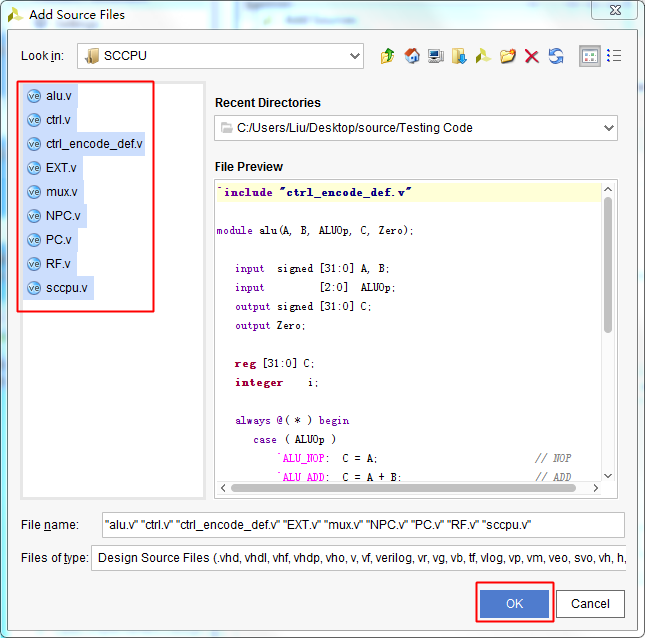 Add Source Files
Look in: SCCPU
alu.v
ctrl.v
ctrl_encode_def.v
EXT.v
mux.v
NPC.v
PC.v
RF.v
sccpu.v
Recent Directories
C:/Users/Liu/Desktop/source/Testing Code
File Preview
`include "ctrl_encode_def.v"
module alu(A, B, ALUOp, C, Zero);
input signed [31:0] A, B;
input [2:0] ALUOp;
output signed [31:0] C;
output Zero;
reg [31:0] C;
integer i;
always @( * ) begin
case ( ALUOp )
`ALU_NOP: C = A; // NOP
`ALU_ADD: C = A + B; // ADD
File name: "alu.v" "ctrl.v" "ctrl_encode_def.v" "EXT.v" "mux.v" "NPC.v" "PC.v" "RF.v" "sccpu.v"
Files of type: Design Source Files (.vhd, vhdl, vhf, vhdp, vho, v, vf, verilog, vr, vg, vb, tf, vlog, vp, vm, veo, svo, vh, h,
OK Cancel